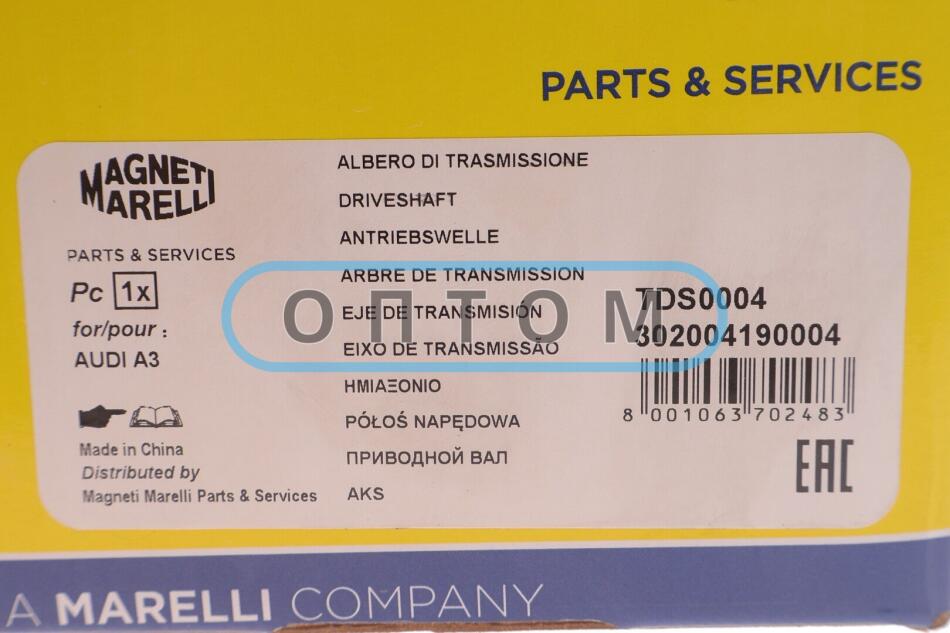 PARTS & SERVICES
MAGNETI
MARELLI
PARTS & SERVICES
Pc 1x
for/pour :
AUDI A3
Made in China
Distributed by
Magneti Marelli Parts & Services
ALBERO DI TRASMISSIONE
DRIVESHAFT
ANTRIEBSWELLE
ARBRE DE TRANSMISSION
EJE DE TRANSMISIÓN
EIXO DE TRANSMISSÃO
ΗΜΙΑΞΟΝΙΟ
PÓŁOŚ NAPĘDOWA
ПРИВОДНОЙ ВАЛ
AKS
ОПТОМ
TDS0004
302004190004
8 001063 702483
EAC
A MARELLI COMPANY